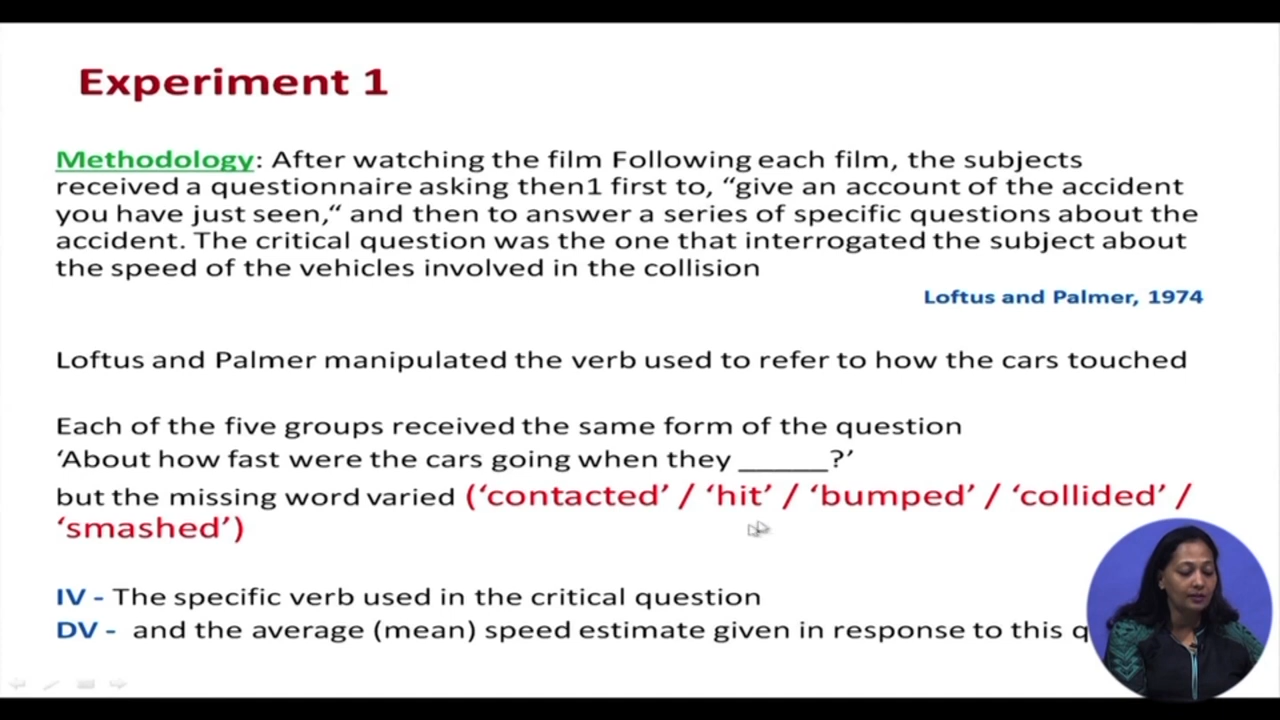 Experiment 1
Methodology: After watching the film Following each film, the subjects
received a questionnaire asking then1 first to, “give an account of the accident
you have just seen,“ and then to answer a series of specific questions about the
accident. The critical question was the one that interrogated the subject about
the speed of the vehicles involved in the collision
Loftus and Palmer, 1974
Loftus and Palmer manipulated the verb used to refer to how the cars touched
Each of the five groups received the same form of the question
‘About how fast were the cars going when they ______?’
but the missing word varied (‘contacted’ / ‘hit’ / ‘bumped’ / ‘collided’ /
‘smashed’)
IV - The specific verb used in the critical question
DV - and the average (mean) speed estimate given in response to this